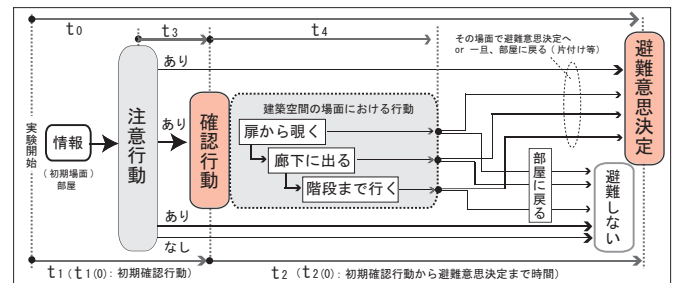 t0
t3
t4
その場面で避難意思決定へ
or 一旦、部屋に戻る（片付け等）
あり
実験開始
情報
（初期場面）
部屋
注意行動
あり
確認行動
建築空間の場面における行動
扉から覗く
廊下に出る
階段まで行く
部屋に戻る
避難意思決定
避難しない
あり
なし
t1（t1(0)：初期確認行動）
t2（t2(0)：初期確認行動から避難意思決定まで時間）